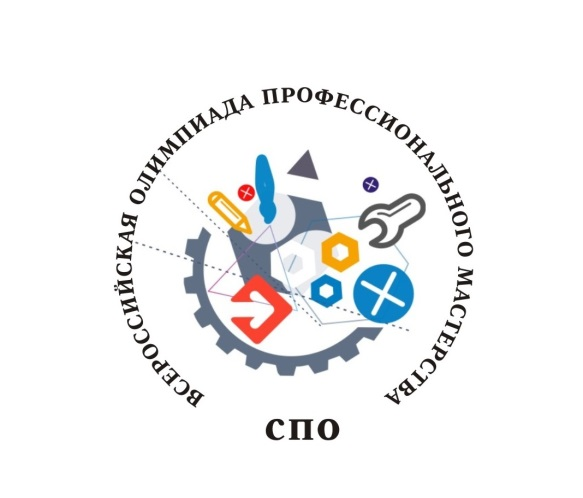 ВСЕРОССИЙСКАЯ ОЛИМПИАДА ПРОФЕССИОНАЛЬНОГО МАСТЕРСТВА
СПО